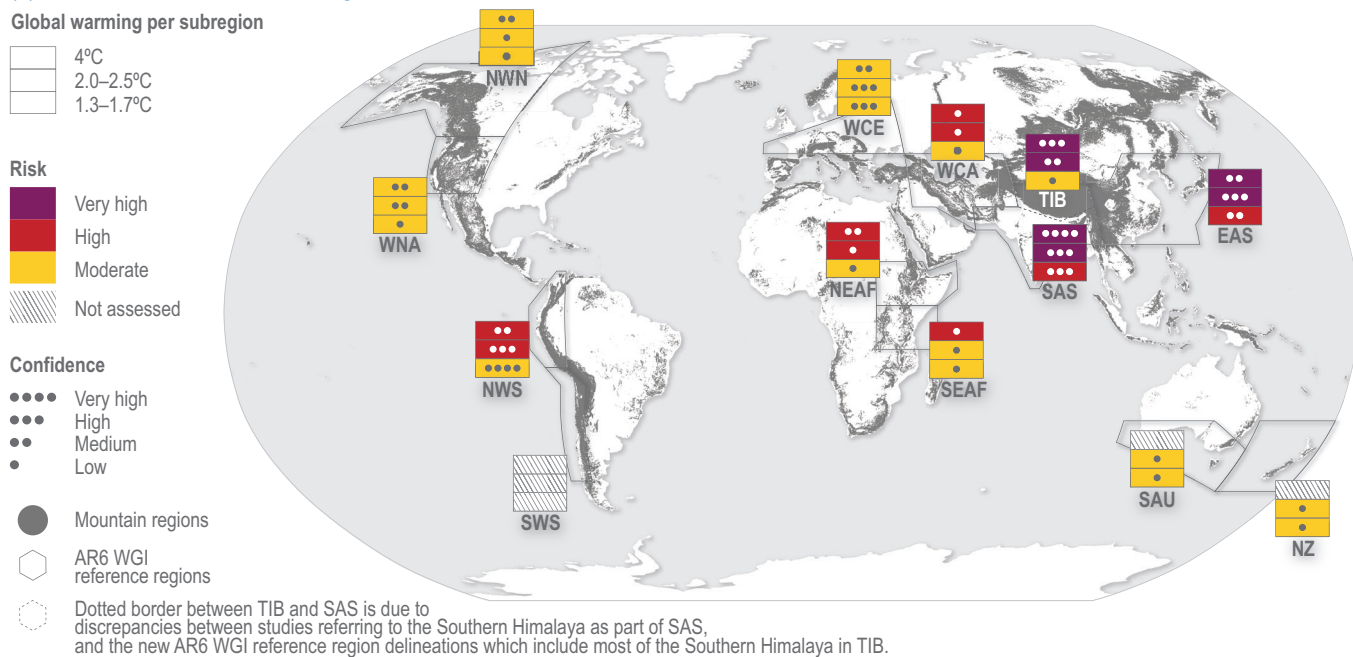 Global warming per subregion
4ºC
2.0–2.5ºC
1.3–1.7ºC
Risk
Very high
High
Moderate
Not assessed
Confidence
Very high
High
Medium
Low
Mountain regions
AR6 WGI
reference regions
Dotted border between TIB and SAS is due to
discrepancies between studies referring to the Southern Himalaya as part of SAS,
and the new AR6 WGI reference region delineations which include most of the Southern Himalaya in TIB.
NWN
WCE
WCA
TIB
EAS
WNA
NEAF
SAS
NWS
SEAF
SWS
SAU
NZ